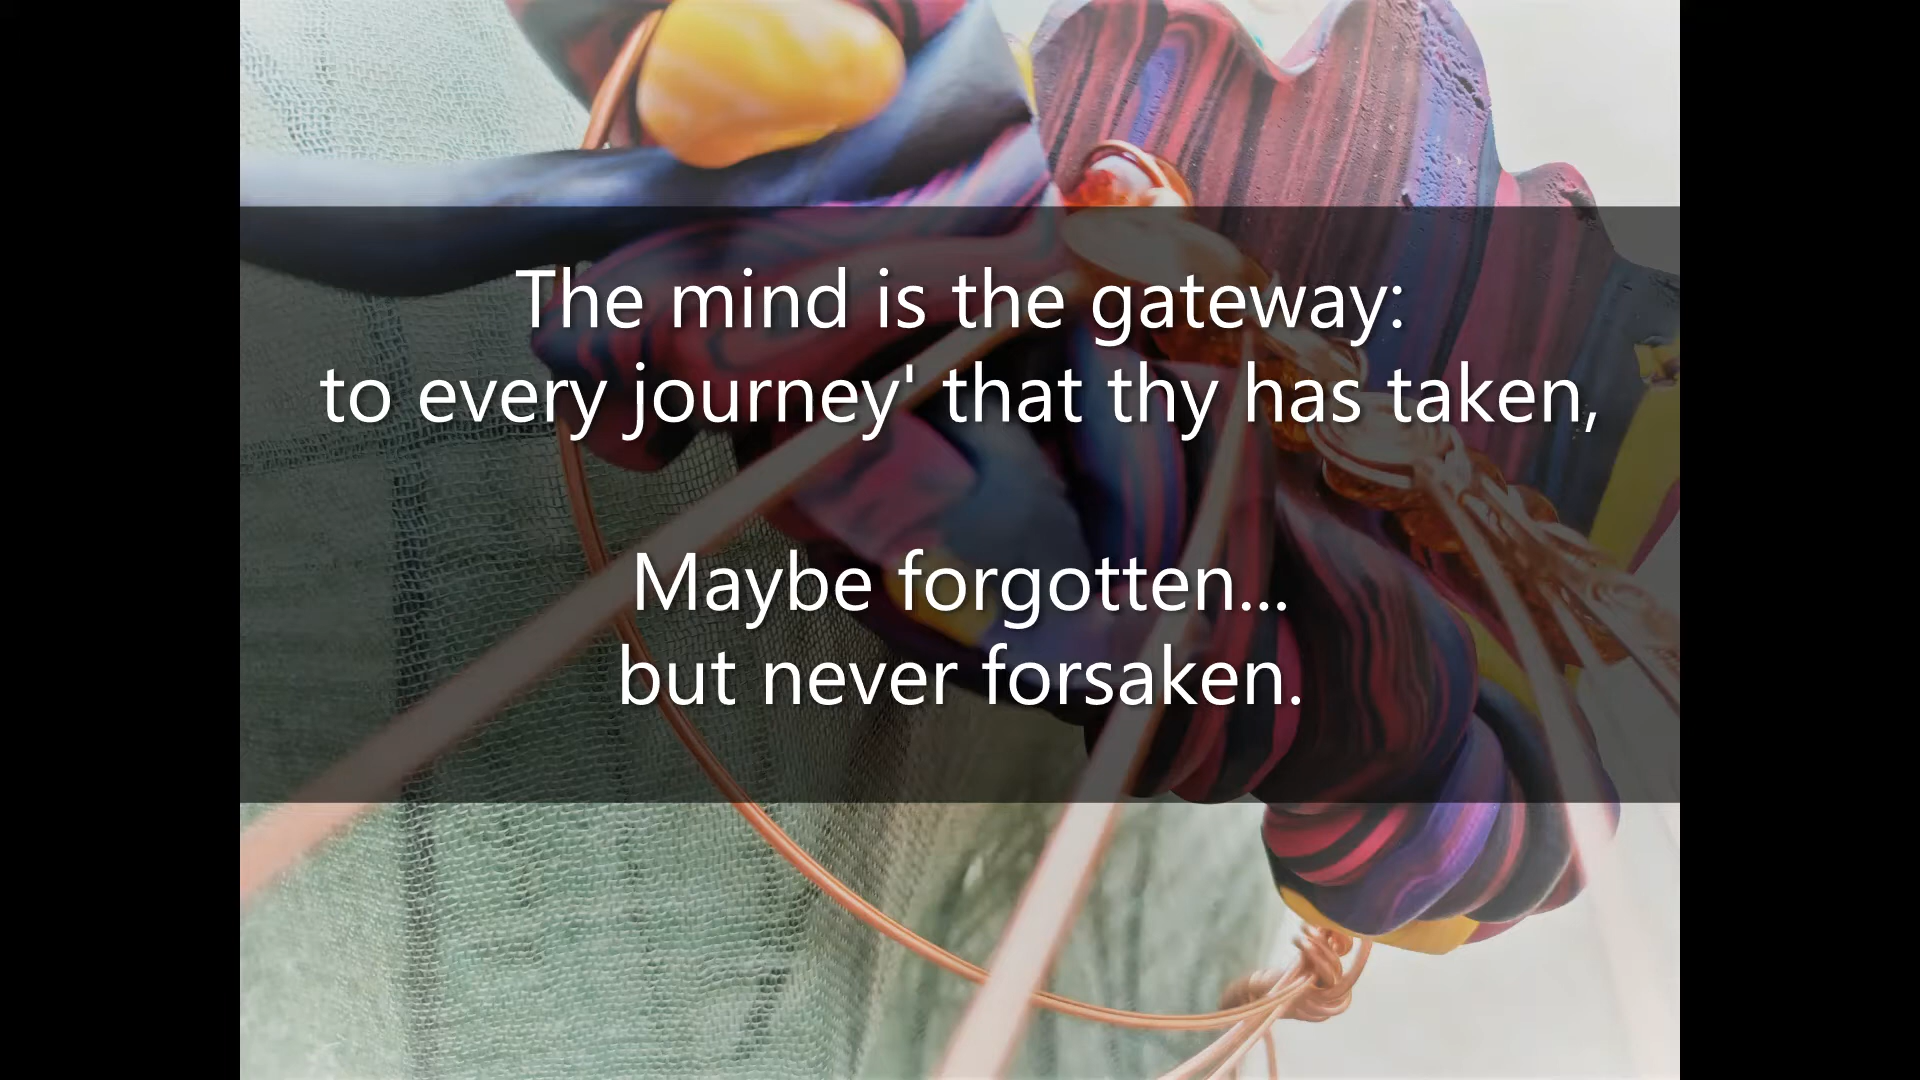 The mind is the gateway:
to every journey' that thy has taken,
Maybe forgotten...
but never forsaken.